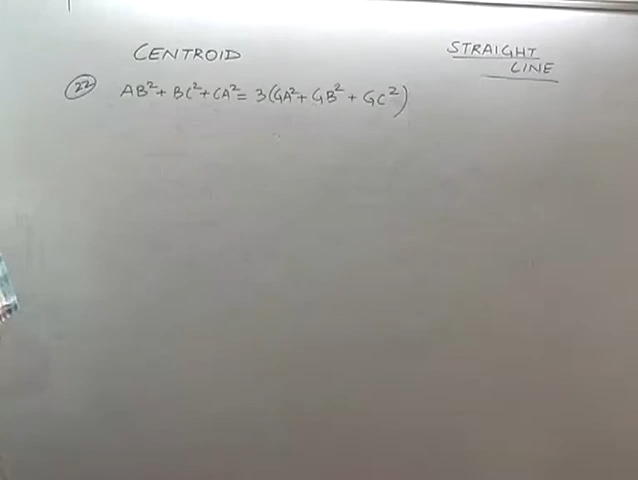 CENTROID
STRAIGHT
LINE
22 AB²+ BC²+CA²= 3(GA²+ GB² + GC²)